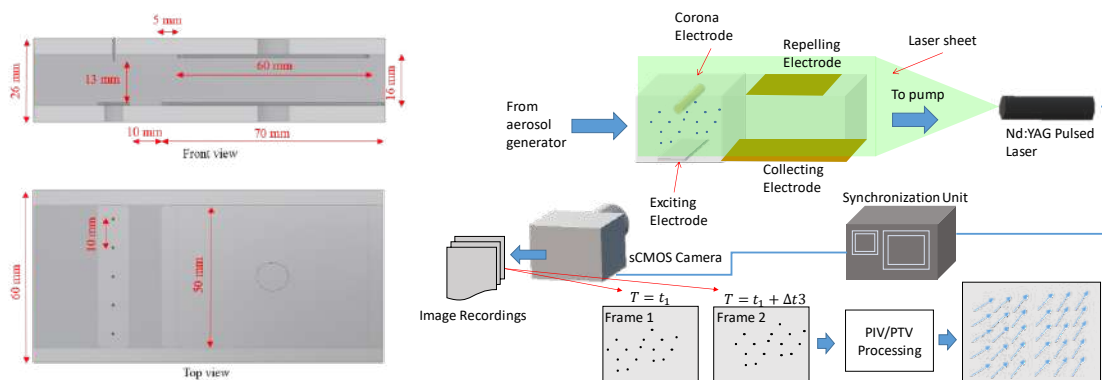 5 mm
60 mm
13 mm
26 mm
16 mm
10 mm
70 mm
Front view
10 mm
50 mm
60 mm
Top view
Corona
Electrode
Repelling
Electrode
Laser sheet
From
aerosol
generator
To pump
Nd:YAG Pulsed
Laser
Exciting
Electrode
Collecting
Electrode
Synchronization Unit
sCMOS Camera
Image Recordings
T = t₁
T = t₁ + Δt3
Frame 1
Frame 2
PIV/PTV
Processing